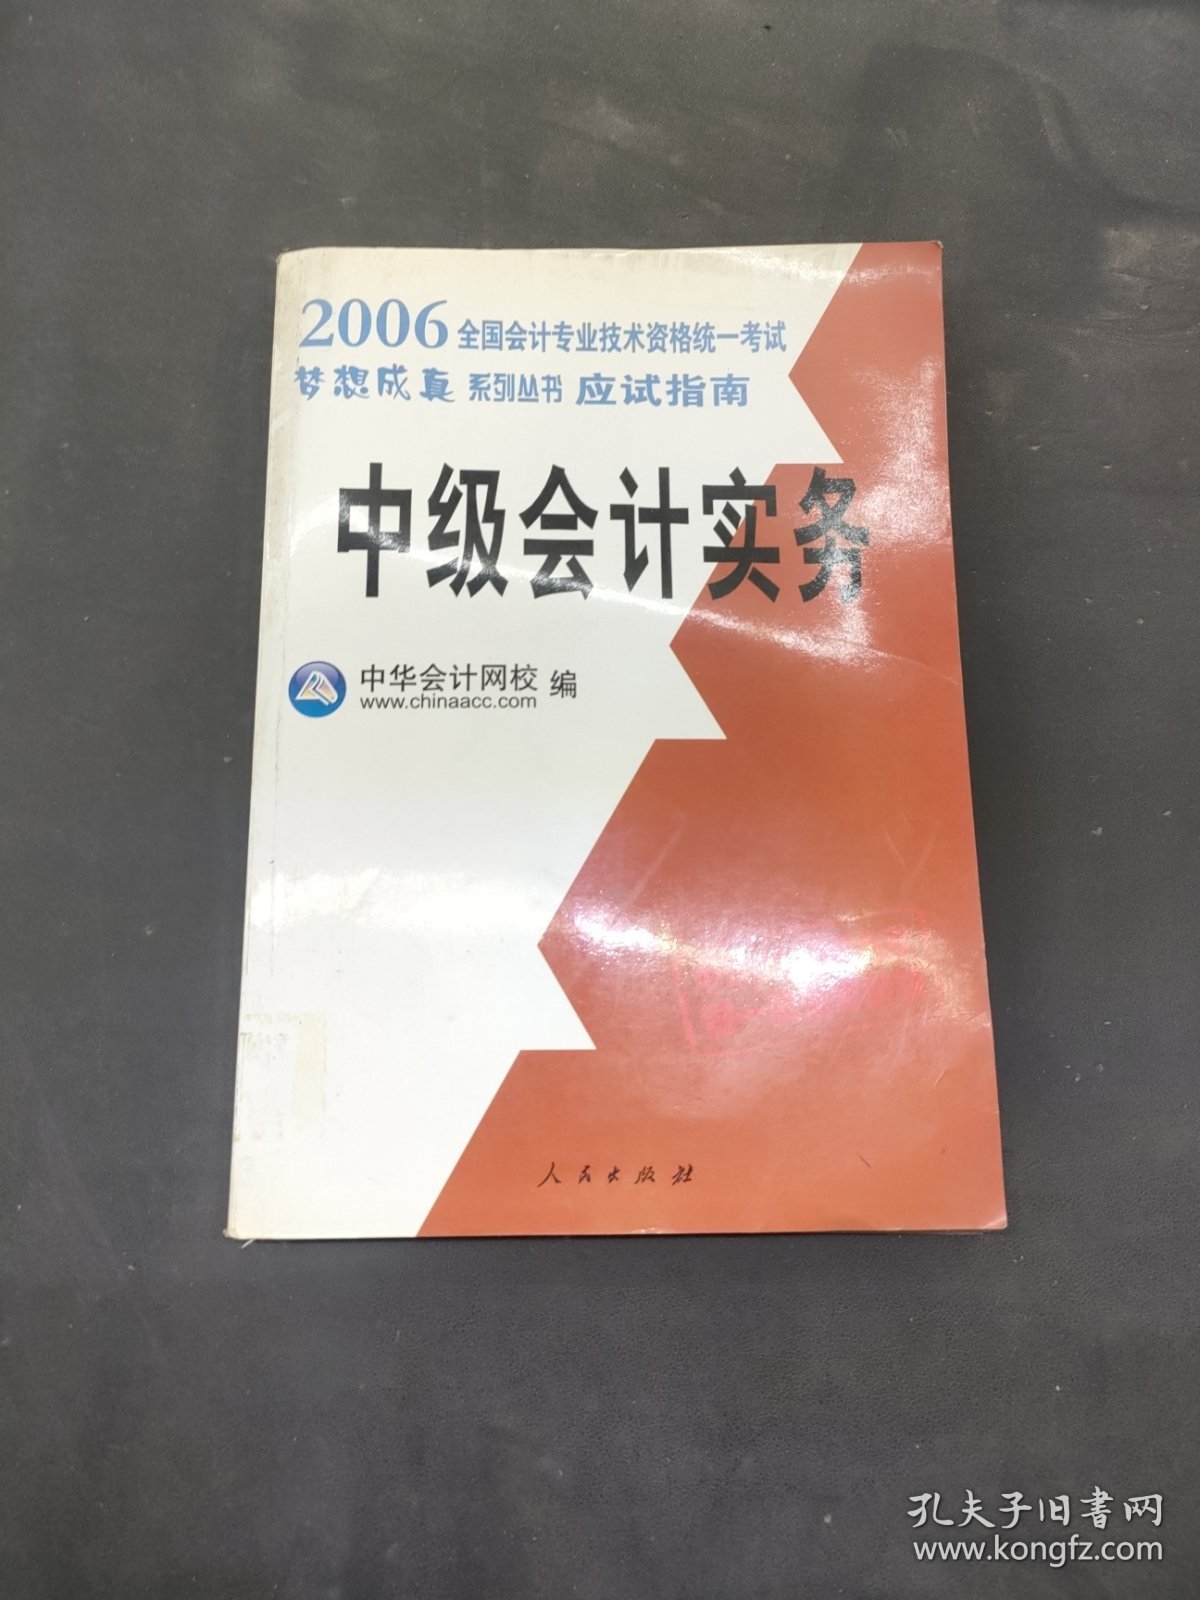 2006 全国会计专业技术资格统一考试
梦想成真 系列丛书 应试指南
中级会计实务
中华会计网校 编
www.chinaacc.com
人民出版社
孔夫子旧书网
www.kongfz.com